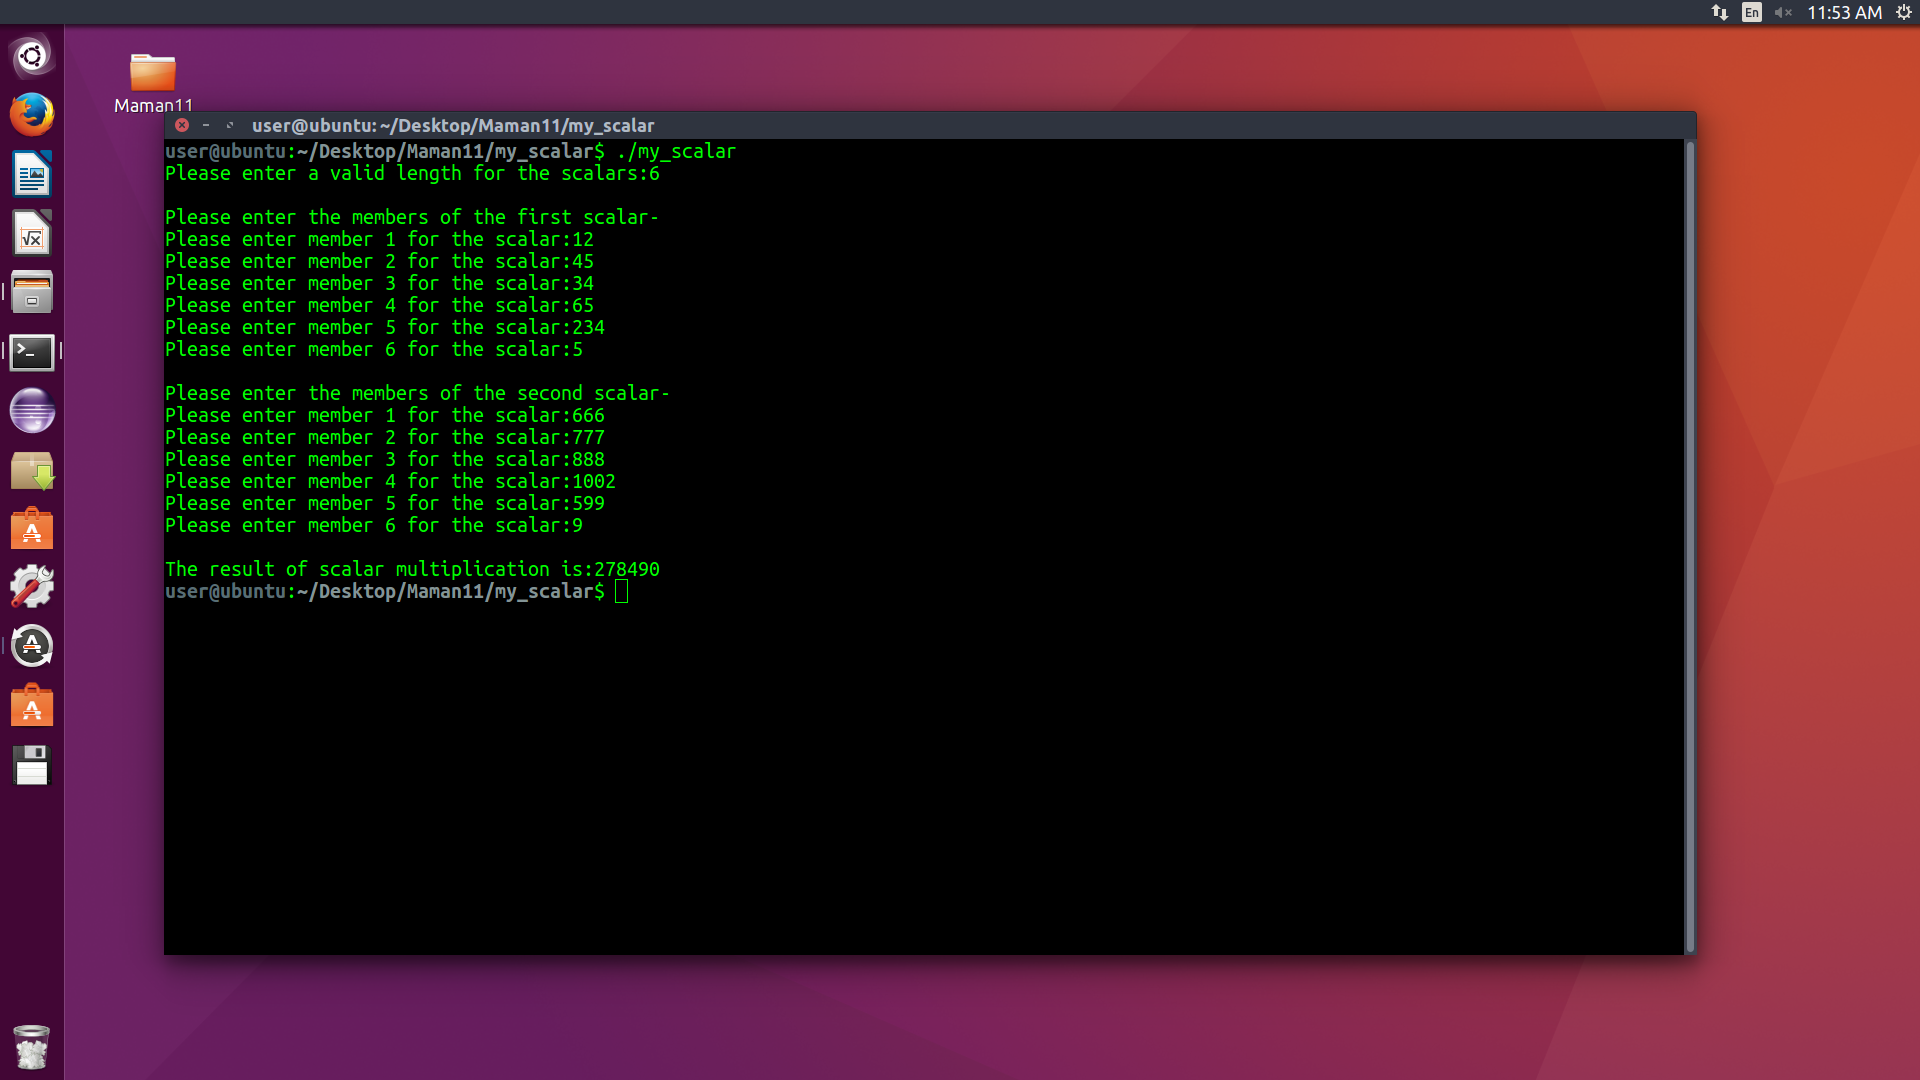 En
11:53 AM
Maman11
user@ubuntu: ~/Desktop/Maman11/my_scalar
user@ubuntu:~/Desktop/Maman11/my_scalar$ ./my_scalar
Please enter a valid length for the scalars:6
Please enter the members of the first scalar-
Please enter member 1 for the scalar:12
Please enter member 2 for the scalar:45
Please enter member 3 for the scalar:34
Please enter member 4 for the scalar:65
Please enter member 5 for the scalar:234
Please enter member 6 for the scalar:5
Please enter the members of the second scalar-
Please enter member 1 for the scalar:666
Please enter member 2 for the scalar:777
Please enter member 3 for the scalar:888
Please enter member 4 for the scalar:1002
Please enter member 5 for the scalar:599
Please enter member 6 for the scalar:9
The result of scalar multiplication is:278490
user@ubuntu:~/Desktop/Maman11/my_scalar$